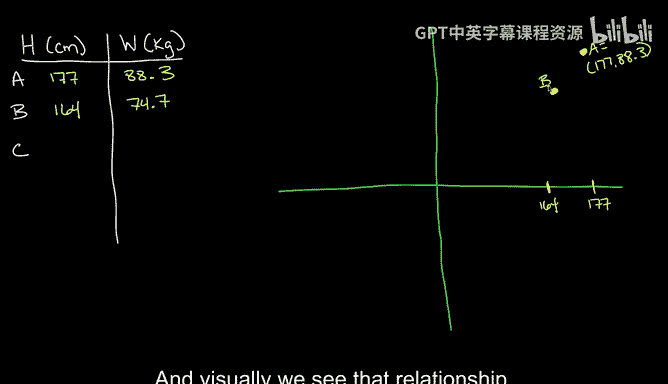 GPT中英字幕课程资源 bilibili
H (cm) W (kg)
A 177 88.3
B 164 74.7
C
A=
(177, 88.3)
B
164 177
And visually we see that relationship